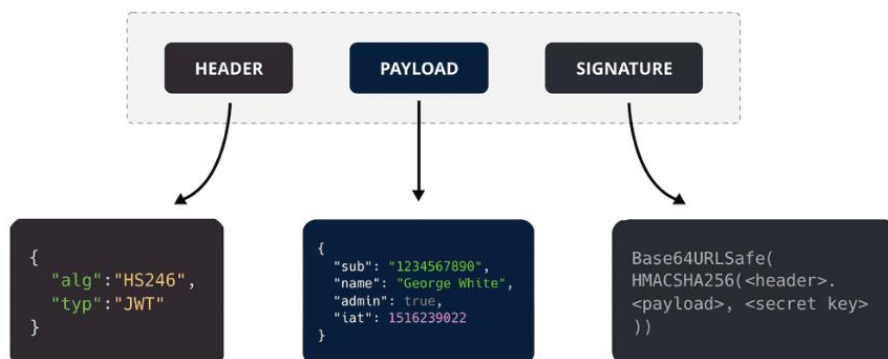 HEADER
PAYLOAD
SIGNATURE
{
"alg":"HS246",
"typ":"JWT"
}
{
"sub": "1234567890",
"name": "George White",
"admin": true,
"iat": 1516239022
}
Base64URLSafe(
HMACSHA256(<header>.
<payload>, <secret key>
))